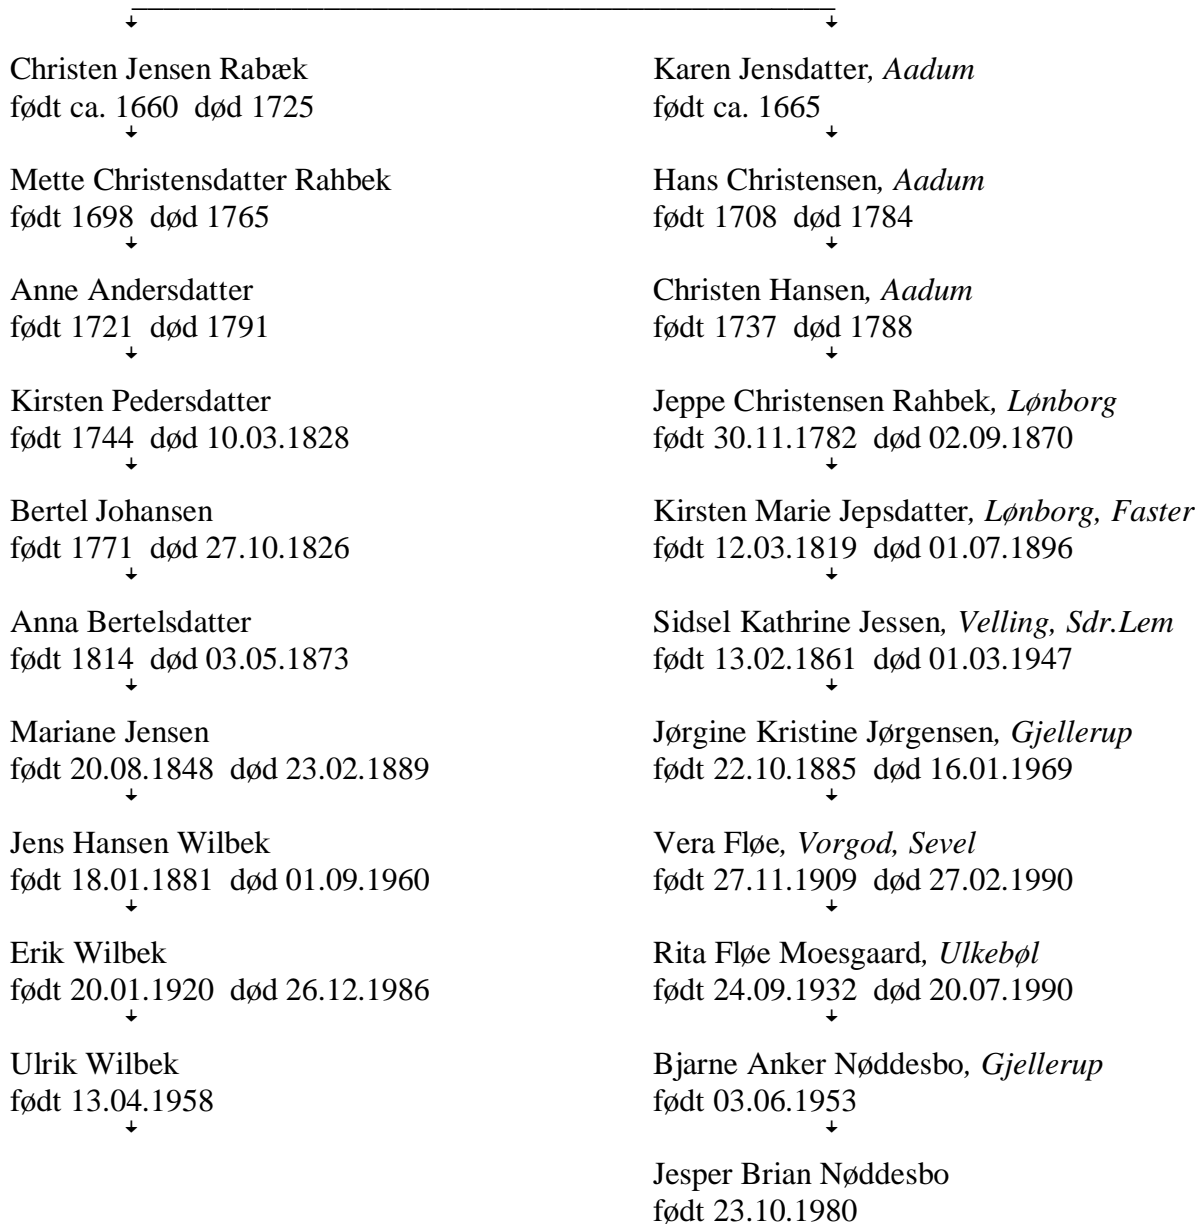 Christen Jensen Rabæk
født ca. 1660 død 1725
Mette Christensdatter Rahbek
født 1698 død 1765
Anne Andersdatter
født 1721 død 1791
Kirsten Pedersdatter
født 1744 død 10.03.1828
Bertel Johansen
født 1771 død 27.10.1826
Anna Bertelsdatter
født 1814 død 03.05.1873
Mariane Jensen
født 20.08.1848 død 23.02.1889
Jens Hansen Wilbek
født 18.01.1881 død 01.09.1960
Erik Wilbek
født 20.01.1920 død 26.12.1986
Ulrik Wilbek
født 13.04.1958
Karen Jensdatter, Aadum
født ca. 1665
Hans Christensen, Aadum
født 1708 død 1784
Christen Hansen, Aadum
født 1737 død 1788
Jeppe Christensen Rahbek, Lønborg
født 30.11.1782 død 02.09.1870
Kirsten Marie Jepsdatter, Lønborg, Faster
født 12.03.1819 død 01.07.1896
Sidsel Kathrine Jessen, Velling, Sdr.Lem
født 13.02.1861 død 01.03.1947
Jørgine Kristine Jørgensen, Gjellerup
født 22.10.1885 død 16.01.1969
Vera Fløe, Vorgod, Sevel
født 27.11.1909 død 27.02.1990
Rita Fløe Moesgaard, Ulkebøl
født 24.09.1932 død 20.07.1990
Bjarne Anker Nøddesbo, Gjellerup
født 03.06.1953
Jesper Brian Nøddesbo
født 23.10.1980